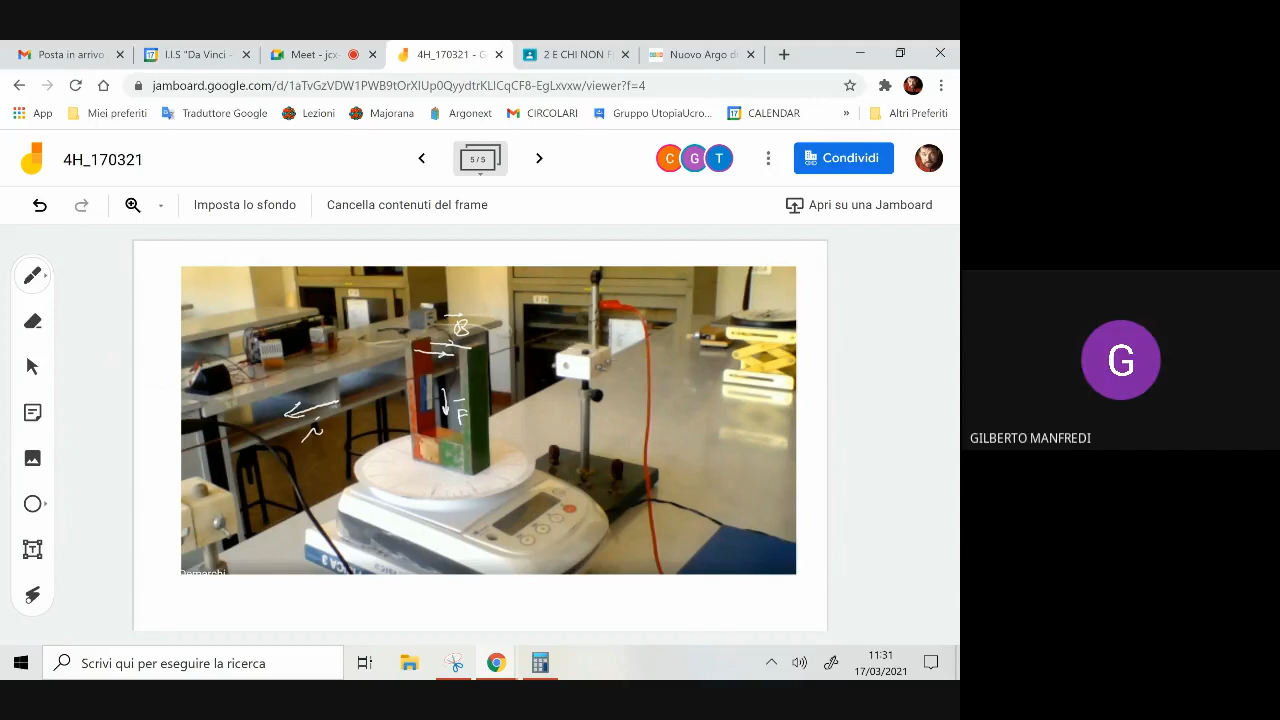 Posta in arrivo
I.I.S "Da Vinci -
Meet - jcx-
4H_170321 - G
2 E CHI NON F
Nuovo Argo d
jamboard.google.com/d/1aTvGzVDW1PWB9tOrXIUp0QyydtrKLICqCF8-EgLxvxw/viewer?f=4
App
Miei preferiti
Traduttore Google
Lezioni
Majorana
Argonext
CIRCOLARI
Gruppo UtopiaUcro...
CALENDAR
»
Altri Preferiti
4H_170321
5 / 5
C G T
Condividi
Imposta lo sfondo
Cancella contenuti del frame
Apri su una Jamboard
B
F
Demarchi
G
GILBERTO MANFREDI
Scrivi qui per eseguire la ricerca
11:31
17/03/2021